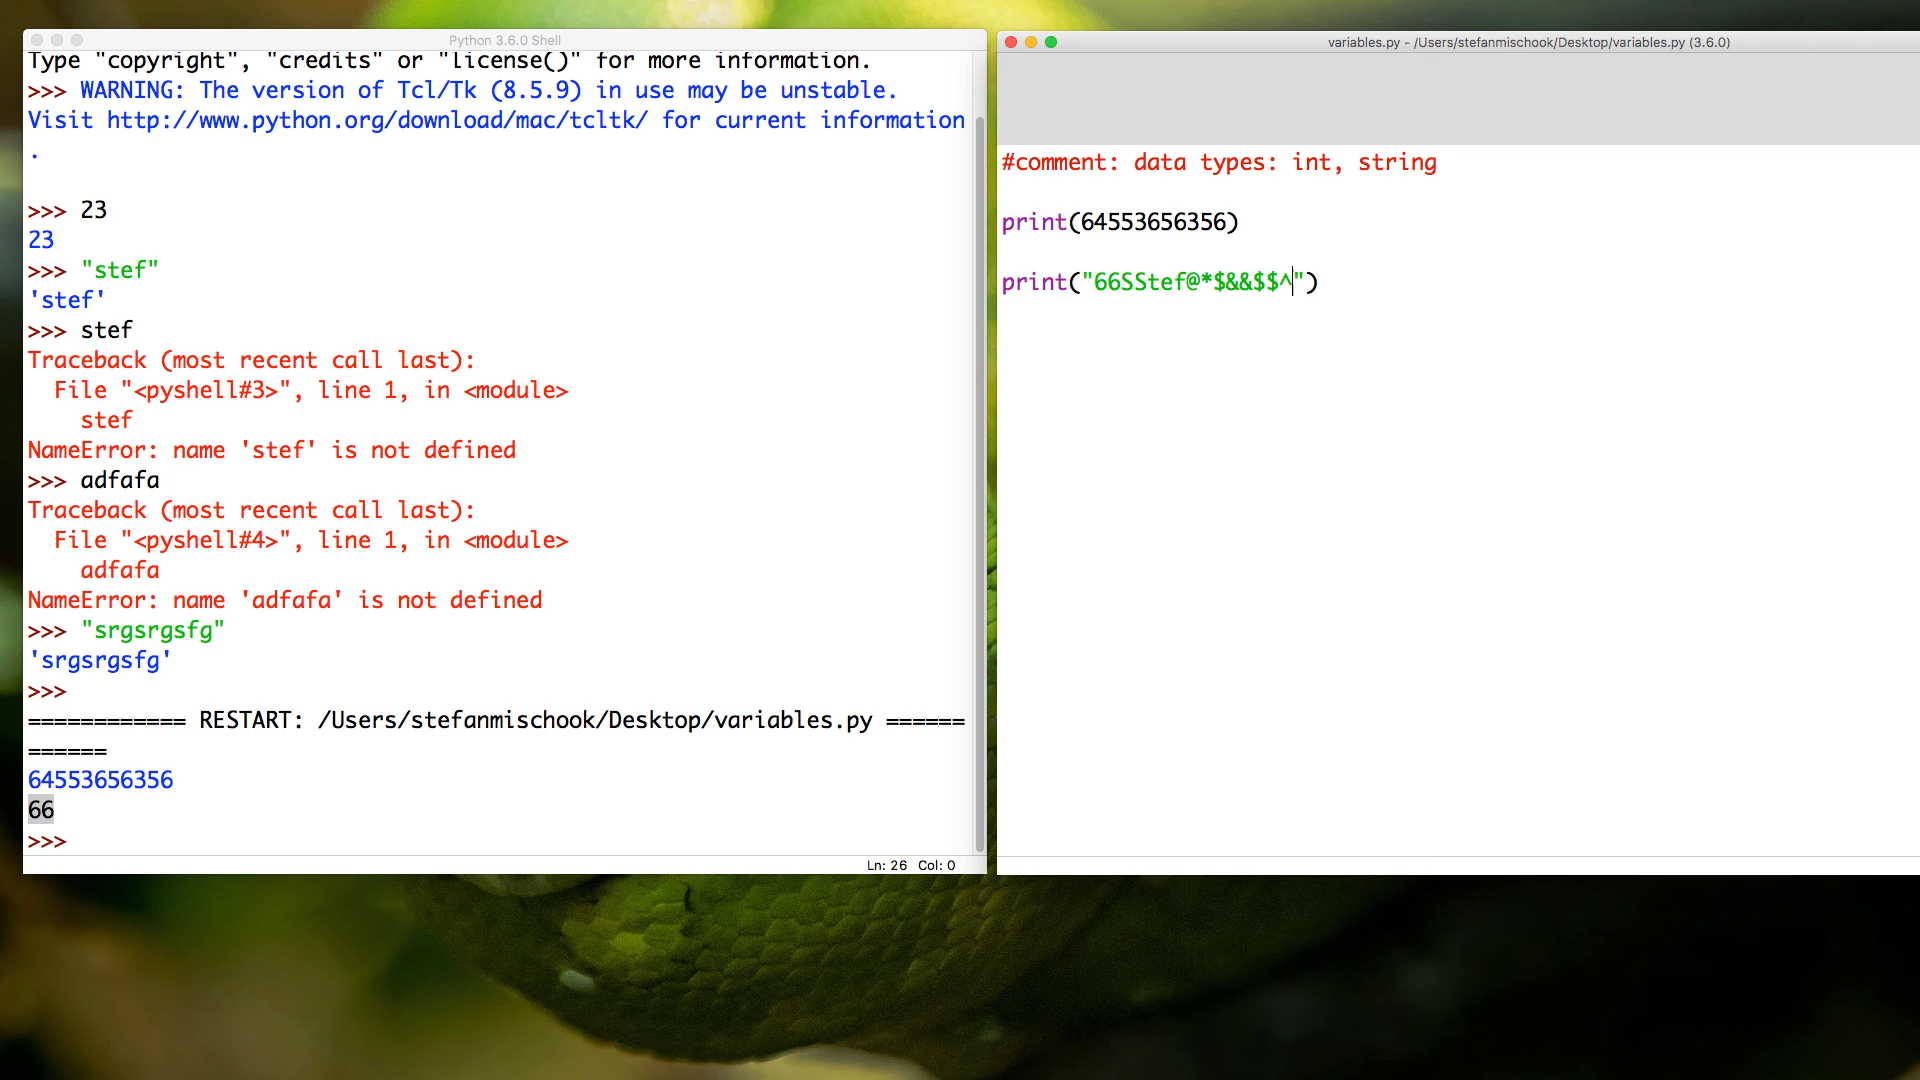 Python 3.6.0 Shell
Type "copyright", "credits" or "license()" for more information.
>>> WARNING: The version of Tcl/Tk (8.5.9) in use may be unstable.
Visit http://www.python.org/download/mac/tcltk/ for current information
.
>>> 23
23
>>> "stef"
'stef'
>>> stef
Traceback (most recent call last):
  File "<pyshell#3>", line 1, in <module>
    stef
NameError: name 'stef' is not defined
>>> adfafa
Traceback (most recent call last):
  File "<pyshell#4>", line 1, in <module>
    adfafa
NameError: name 'adfafa' is not defined
>>> "srgsrgsfg"
'srgsrgsfg'
>>>
============ RESTART: /Users/stefanmischook/Desktop/variables.py ======
======
64553656356
66
>>>
Ln: 26 Col: 0
variables.py - /Users/stefanmischook/Desktop/variables.py (3.6.0)
#comment: data types: int, string
print(64553656356)
print("66SStef@*$&&$$^")